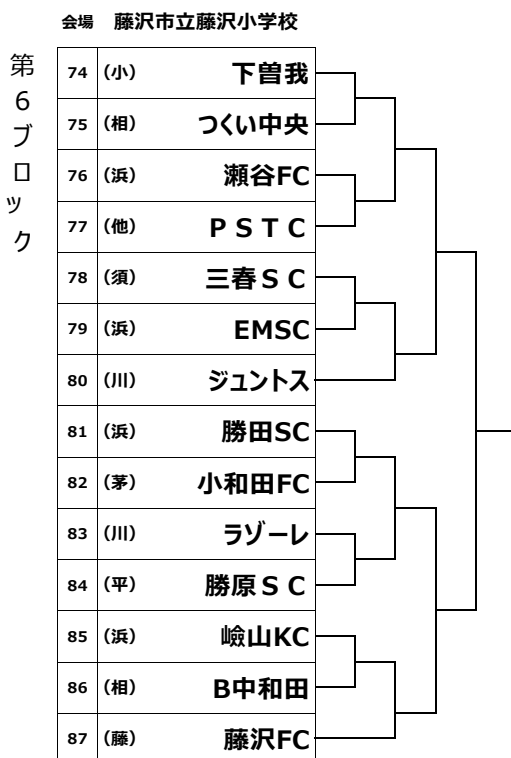 会場 藤沢市立藤沢小学校
第6ブロック
74 (小) 下曽我
75 (相) つくい中央
76 (浜) 瀬谷FC
77 (他) ＰＳＴＣ
78 (須) 三春ＳＣ
79 (浜) EMSC
80 (川) ジュントス
81 (浜) 勝田SC
82 (茅) 小和田FC
83 (川) ラゾーレ
84 (平) 勝原ＳＣ
85 (浜) 嶮山KC
86 (相) B中和田
87 (藤) 藤沢FC